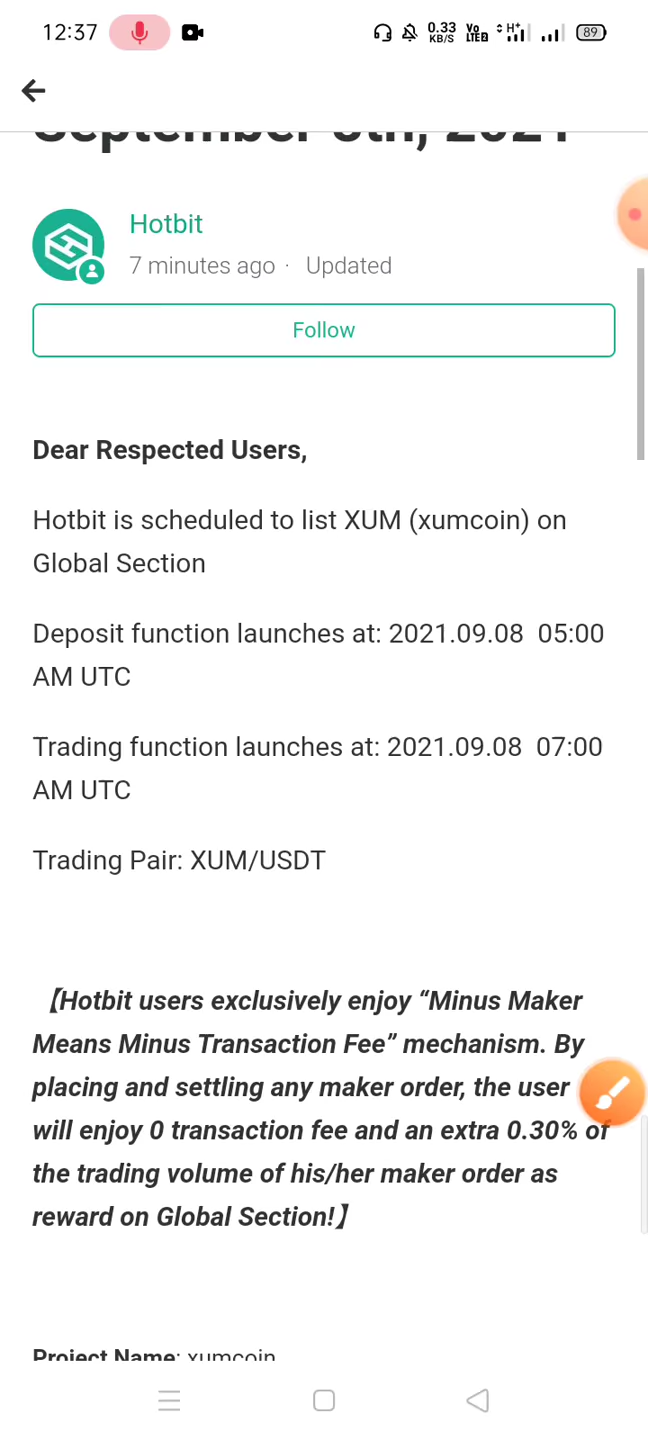 12:37
0.33
KB/S
Vo
LTE2
H+
89
September 8th, 2021
Hotbit
7 minutes ago · Updated
Follow
Dear Respected Users,
Hotbit is scheduled to list XUM (xumcoin) on
Global Section
Deposit function launches at: 2021.09.08 05:00
AM UTC
Trading function launches at: 2021.09.08 07:00
AM UTC
Trading Pair: XUM/USDT
【Hotbit users exclusively enjoy “Minus Maker
Means Minus Transaction Fee” mechanism. By
placing and settling any maker order, the user
will enjoy 0 transaction fee and an extra 0.30% of
the trading volume of his/her maker order as
reward on Global Section!】
Project Name: xumcoin